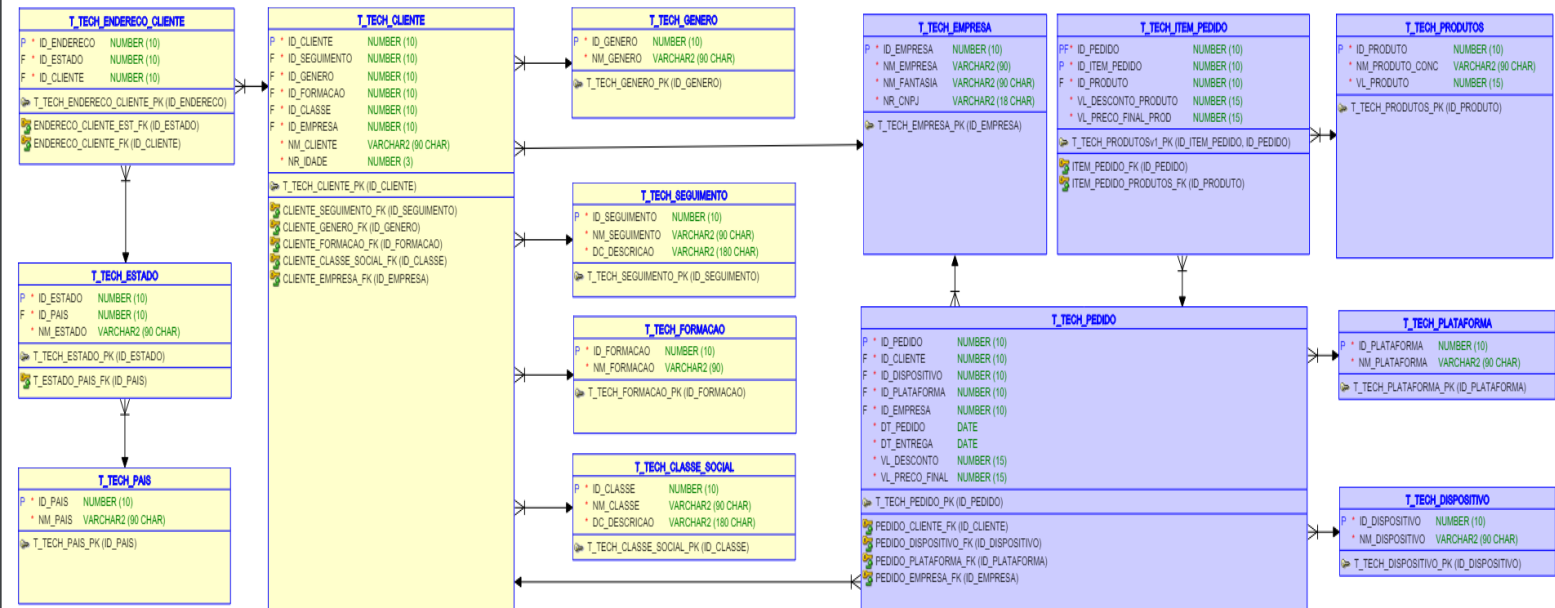 T_TECH_ENDERECO_CLIENTE
P * ID_ENDERECO NUMBER (10)
F * ID_ESTADO NUMBER (10)
F * ID_CLIENTE NUMBER (10)
T_TECH_ENDERECO_CLIENTE_PK (ID_ENDERECO)
ENDERECO_CLIENTE_EST_FK (ID_ESTADO)
ENDERECO_CLIENTE_FK (ID_CLIENTE)
T_TECH_ESTADO
P * ID_ESTADO NUMBER (10)
F * ID_PAIS NUMBER (10)
* NM_ESTADO VARCHAR2 (90 CHAR)
T_TECH_ESTADO_PK (ID_ESTADO)
T_ESTADO_PAIS_FK (ID_PAIS)
T_TECH_PAIS
P * ID_PAIS NUMBER (10)
* NM_PAIS VARCHAR2 (90 CHAR)
T_TECH_PAIS_PK (ID_PAIS)
T_TECH_CLIENTE
P * ID_CLIENTE NUMBER (10)
F * ID_SEGUIMENTO NUMBER (10)
F * ID_GENERO NUMBER (10)
F * ID_FORMACAO NUMBER (10)
F * ID_CLASSE NUMBER (10)
F * ID_EMPRESA NUMBER (10)
* NM_CLIENTE VARCHAR2 (90 CHAR)
* NR_IDADE NUMBER (3)
T_TECH_CLIENTE_PK (ID_CLIENTE)
CLIENTE_SEGUIMENTO_FK (ID_SEGUIMENTO)
CLIENTE_GENERO_FK (ID_GENERO)
CLIENTE_FORMACAO_FK (ID_FORMACAO)
CLIENTE_CLASSE_SOCIAL_FK (ID_CLASSE)
CLIENTE_EMPRESA_FK (ID_EMPRESA)
T_TECH_GENERO
P * ID_GENERO NUMBER (10)
* NM_GENERO VARCHAR2 (90 CHAR)
T_TECH_GENERO_PK (ID_GENERO)
T_TECH_SEGUIMENTO
P * ID_SEGUIMENTO NUMBER (10)
* NM_SEGUIMENTO VARCHAR2 (90 CHAR)
* DC_DESCRICAO VARCHAR2 (180 CHAR)
T_TECH_SEGUIMENTO_PK (ID_SEGUIMENTO)
T_TECH_FORMACAO
P * ID_FORMACAO NUMBER (10)
* NM_FORMACAO VARCHAR2 (90)
T_TECH_FORMACAO_PK (ID_FORMACAO)
T_TECH_CLASSE_SOCIAL
P * ID_CLASSE NUMBER (10)
* NM_CLASSE VARCHAR2 (90 CHAR)
* DC_DESCRICAO VARCHAR2 (180 CHAR)
T_TECH_CLASSE_SOCIAL_PK (ID_CLASSE)
T_TECH_EMPRESA
P * ID_EMPRESA NUMBER (10)
* NM_EMPRESA VARCHAR2 (90)
* NM_FANTASIA VARCHAR2 (90 CHAR)
* NR_CNPJ VARCHAR2 (18 CHAR)
T_TECH_EMPRESA_PK (ID_EMPRESA)
T_TECH_ITEM_PEDIDO
PF* ID_PEDIDO NUMBER (10)
P * ID_ITEM_PEDIDO NUMBER (10)
F * ID_PRODUTO NUMBER (10)
* VL_DESCONTO_PRODUTO NUMBER (15)
* VL_PRECO_FINAL_PROD NUMBER (15)
T_TECH_PRODUTOSv1_PK (ID_ITEM_PEDIDO, ID_PEDIDO)
ITEM_PEDIDO_FK (ID_PEDIDO)
ITEM_PEDIDO_PRODUTOS_FK (ID_PRODUTO)
T_TECH_PRODUTOS
P * ID_PRODUTO NUMBER (10)
* NM_PRODUTO_CONC VARCHAR2 (90 CHAR)
* VL_PRODUTO NUMBER (15)
T_TECH_PRODUTOS_PK (ID_PRODUTO)
T_TECH_PEDIDO
P * ID_PEDIDO NUMBER (10)
F * ID_CLIENTE NUMBER (10)
F * ID_DISPOSITIVO NUMBER (10)
F * ID_PLATAFORMA NUMBER (10)
F * ID_EMPRESA NUMBER (10)
* DT_PEDIDO DATE
* DT_ENTREGA DATE
* VL_DESCONTO NUMBER (15)
* VL_PRECO_FINAL NUMBER (15)
T_TECH_PEDIDO_PK (ID_PEDIDO)
PEDIDO_CLIENTE_FK (ID_CLIENTE)
PEDIDO_DISPOSITIVO_FK (ID_DISPOSITIVO)
PEDIDO_PLATAFORMA_FK (ID_PLATAFORMA)
PEDIDO_EMPRESA_FK (ID_EMPRESA)
T_TECH_PLATAFORMA
P * ID_PLATAFORMA NUMBER (10)
* NM_PLATAFORMA VARCHAR2 (90 CHAR)
T_TECH_PLATAFORMA_PK (ID_PLATAFORMA)
T_TECH_DISPOSITIVO
P * ID_DISPOSITIVO NUMBER (10)
* NM_DISPOSITIVO VARCHAR2 (90 CHAR)
T_TECH_DISPOSITIVO_PK (ID_DISPOSITIVO)